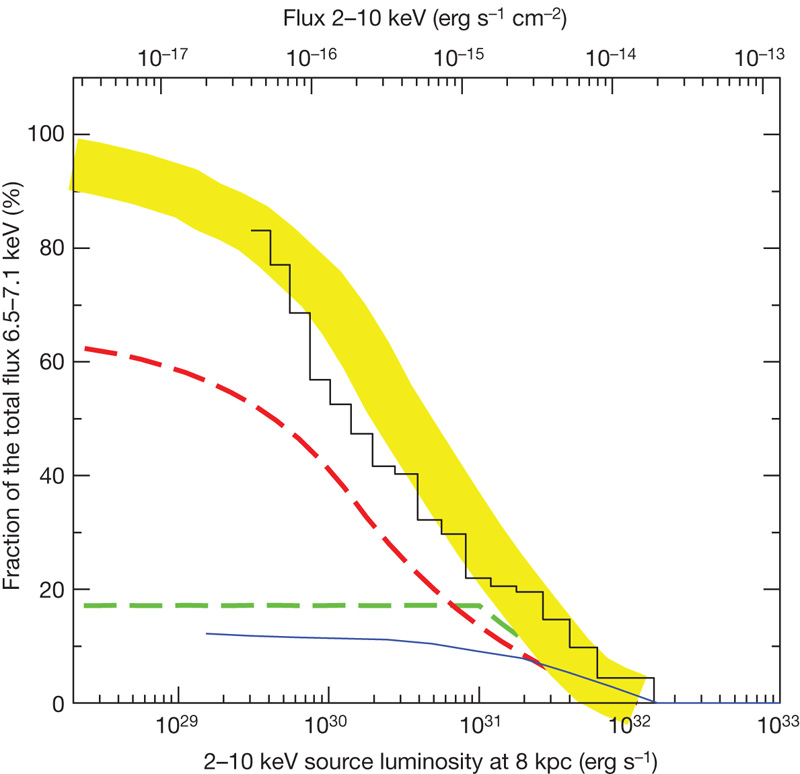 Flux 2–10 keV (erg s⁻¹ cm⁻²)
10⁻¹⁷ 10⁻¹⁶ 10⁻¹⁵ 10⁻¹⁴ 10⁻¹³
Fraction of the total flux 6.5–7.1 keV (%)
100
80
60
40
20
0
10²⁹ 10³⁰ 10³¹ 10³² 10³³
2–10 keV source luminosity at 8 kpc (erg s⁻¹)